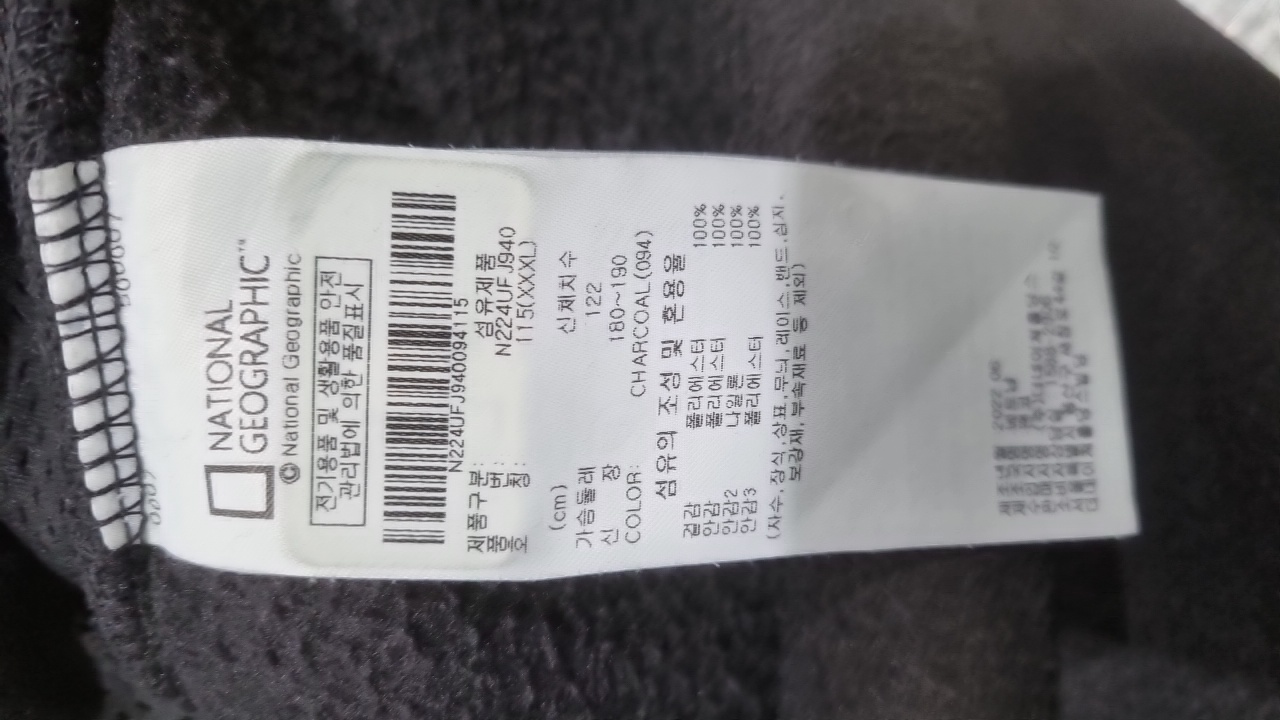 NATIONAL
GEOGRAPHIC™
© National Geographic
전기용품 및 생활용품 안전
관리법에 의한 품질표시
N224UFJ940094115
제품구분: 섬유제품
품 번: N224UFJ940
호 칭: 115(XXXL)
(cm) 신체치수
가슴둘레 122
신 장 180~190
COLOR: CHARCOAL(094)
섬유의 조성 및 혼용율
겉감 폴리에스터 100%
안감 폴리에스터 100%
안감2 나일론 100%
안감3 폴리에스터 100%
(자수,장식,상표,무늬,레이스,밴드,심지,
보강재,부속재료 등 제외)